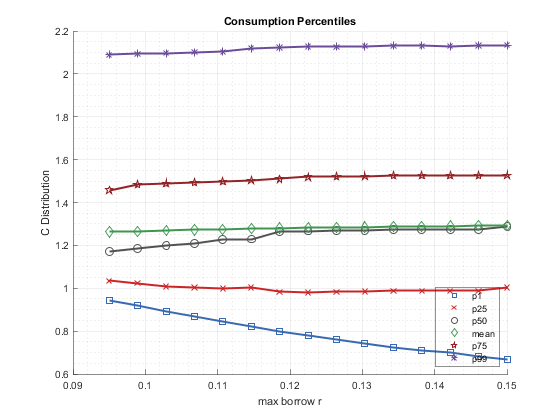 Consumption Percentiles
C Distribution
2.2
2
1.8
1.6
1.4
1.2
1
0.8
0.6
0.09
0.1
0.11
0.12
0.13
0.14
0.15
max borrow r
p1
p25
p50
mean
p75
p99